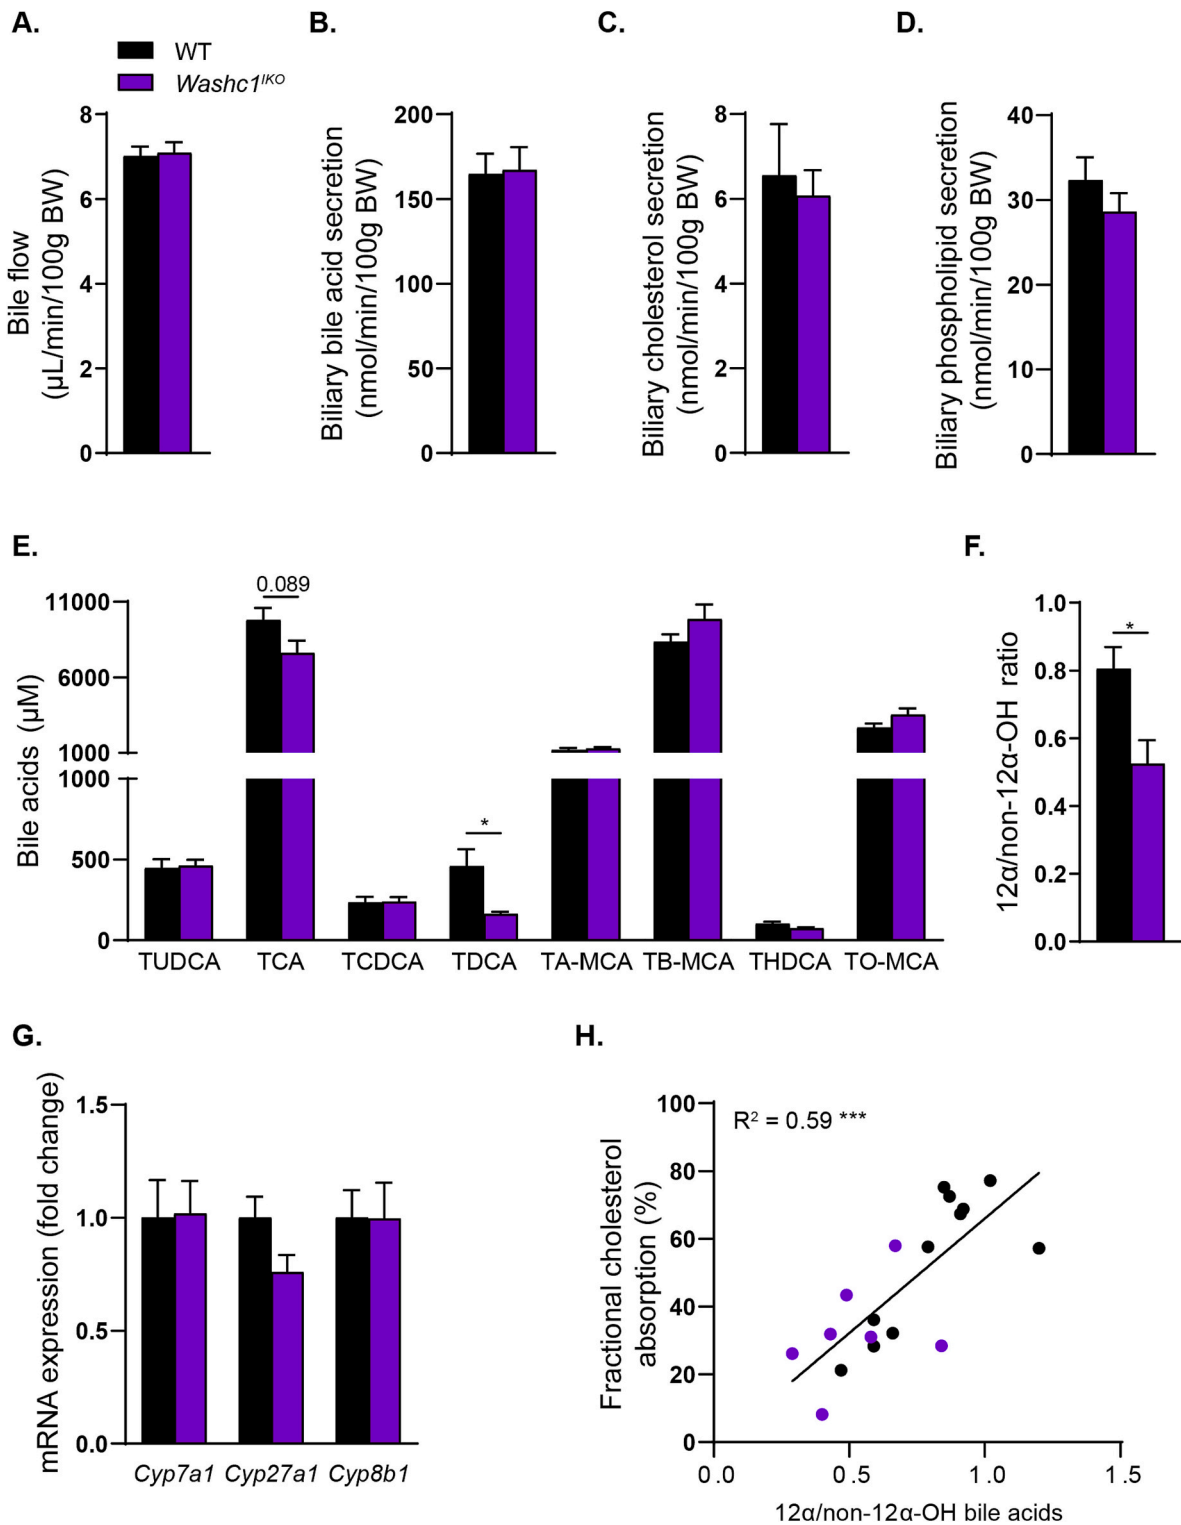 A.
B.
C.
D.
WT
Washc1^IKO
Bile flow
(µL/min/100g BW)
8
6
4
2
0
Biliary bile acid secretion
(nmol/min/100g BW)
200
150
100
50
0
Biliary cholesterol secretion
(nmol/min/100g BW)
8
6
4
2
0
Biliary phospholipid secretion
(nmol/min/100g BW)
40
30
20
10
0
E.
Bile acids (µM)
11000
6000
1000
1000
500
0
0.089
*
TUDCA
TCA
TCDCA
TDCA
TA-MCA
TB-MCA
THDCA
TO-MCA
F.
12α/non-12α-OH ratio
1.0
0.8
0.6
0.4
0.2
0.0
*
G.
mRNA expression (fold change)
1.5
1.0
0.5
0.0
Cyp7a1
Cyp27a1
Cyp8b1
H.
Fractional cholesterol
absorption (%)
100
80
60
40
20
0
R² = 0.59 ***
0.0
0.5
1.0
1.5
12α/non-12α-OH bile acids